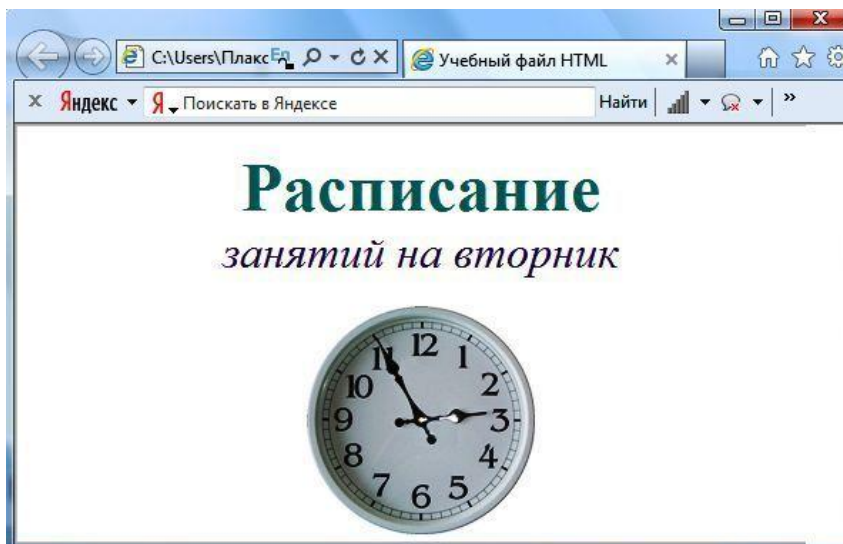 C:\Users\Плакс
Учебный файл HTML
Яндекс Я Поискать в Яндексе Найти »
Расписание
занятий на вторник
12
11 1
10 2
9 3
8 4
7 5
6